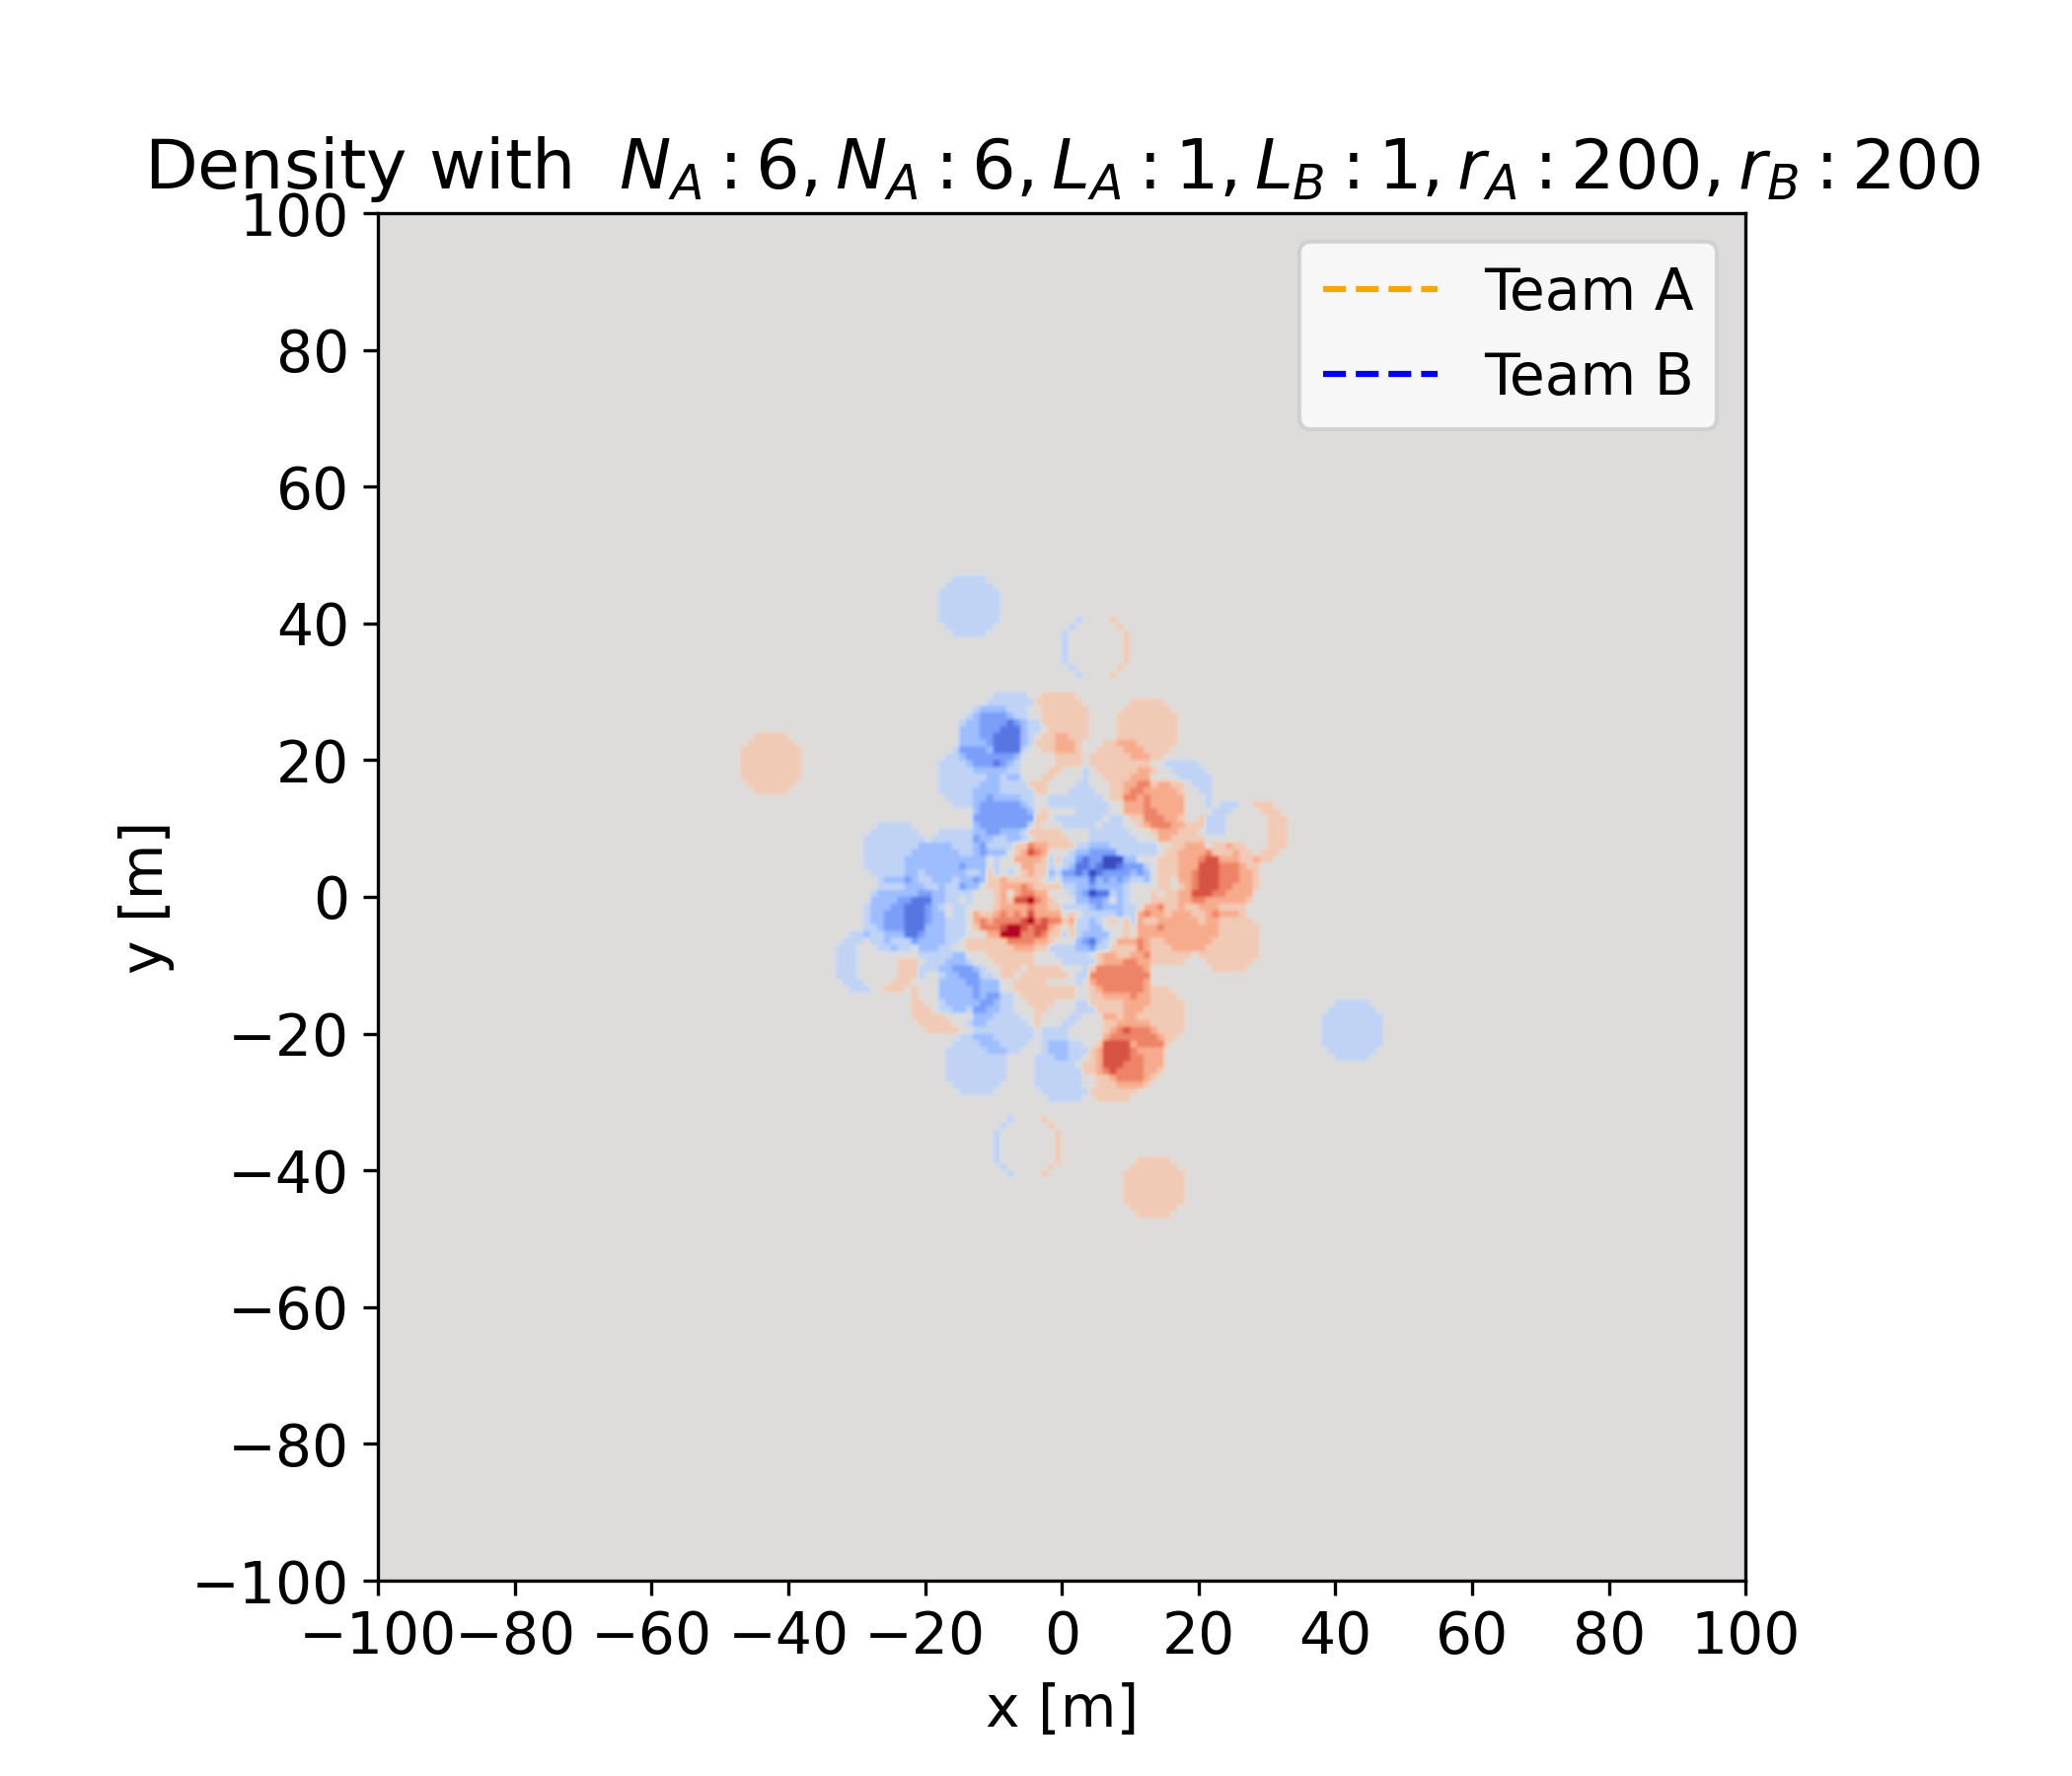 Density with N_A : 6, N_A : 6, L_A : 1, L_B : 1, r_A : 200, r_B : 200
Team A
Team B
100
80
60
40
20
0
−20
−40
−60
−80
−100
y [m]
−100 −80 −60 −40 −20 0 20 40 60 80 100
x [m]